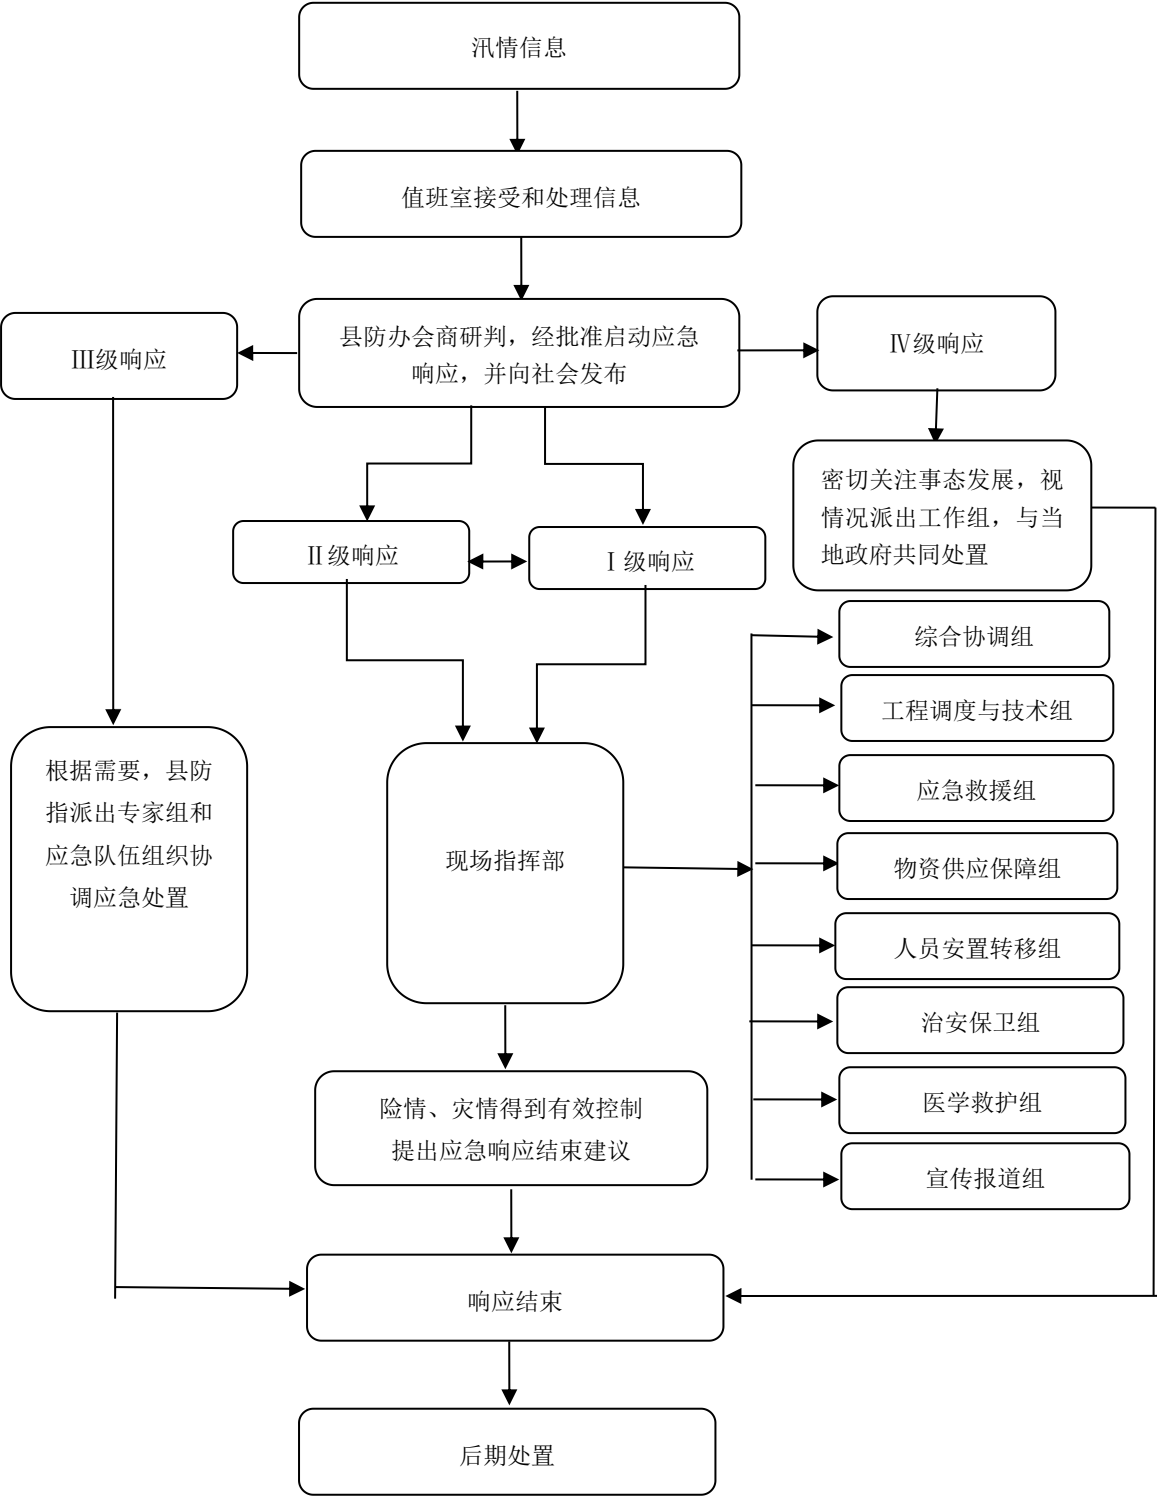 汛情信息
值班室接受和处理信息
县防办会商研判，经批准启动应急
响应，并向社会发布
Ⅲ级响应
Ⅳ级响应
密切关注事态发展，视
情况派出工作组，与当
地政府共同处置
Ⅱ级响应
Ⅰ级响应
综合协调组
工程调度与技术组
应急救援组
物资供应保障组
人员安置转移组
治安保卫组
医学救护组
宣传报道组
根据需要，县防
指派出专家组和
应急队伍组织协
调应急处置
现场指挥部
险情、灾情得到有效控制
提出应急响应结束建议
响应结束
后期处置